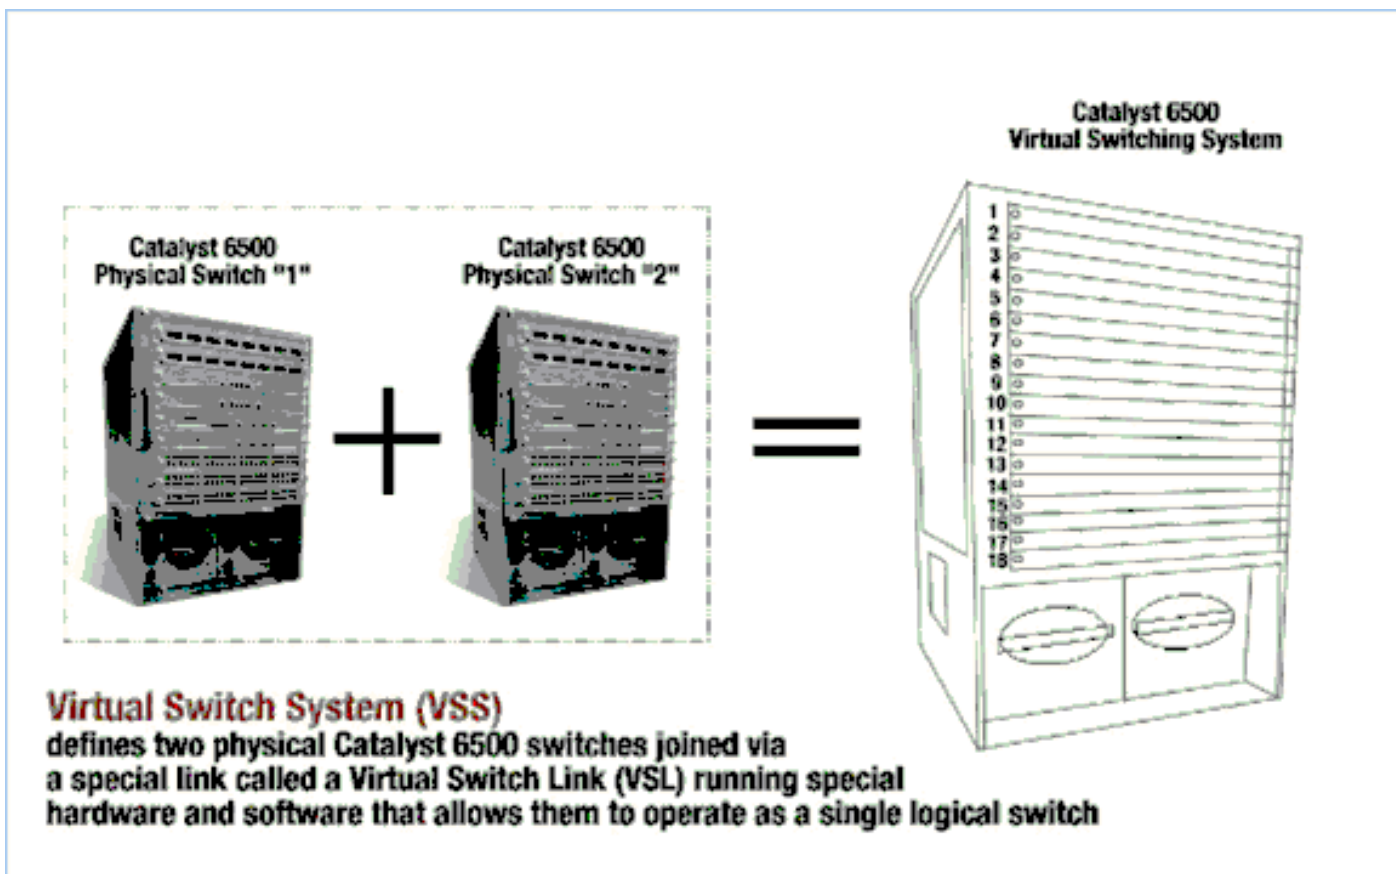 Catalyst 6500
Virtual Switching System
Catalyst 6500
Physical Switch "1"
Catalyst 6500
Physical Switch "2"
1
2
3
4
5
6
7
8
9
10
11
12
13
14
15
16
17
18
Virtual Switch System (VSS)
defines two physical Catalyst 6500 switches joined via
a special link called a Virtual Switch Link (VSL) running special
hardware and software that allows them to operate as a single logical switch